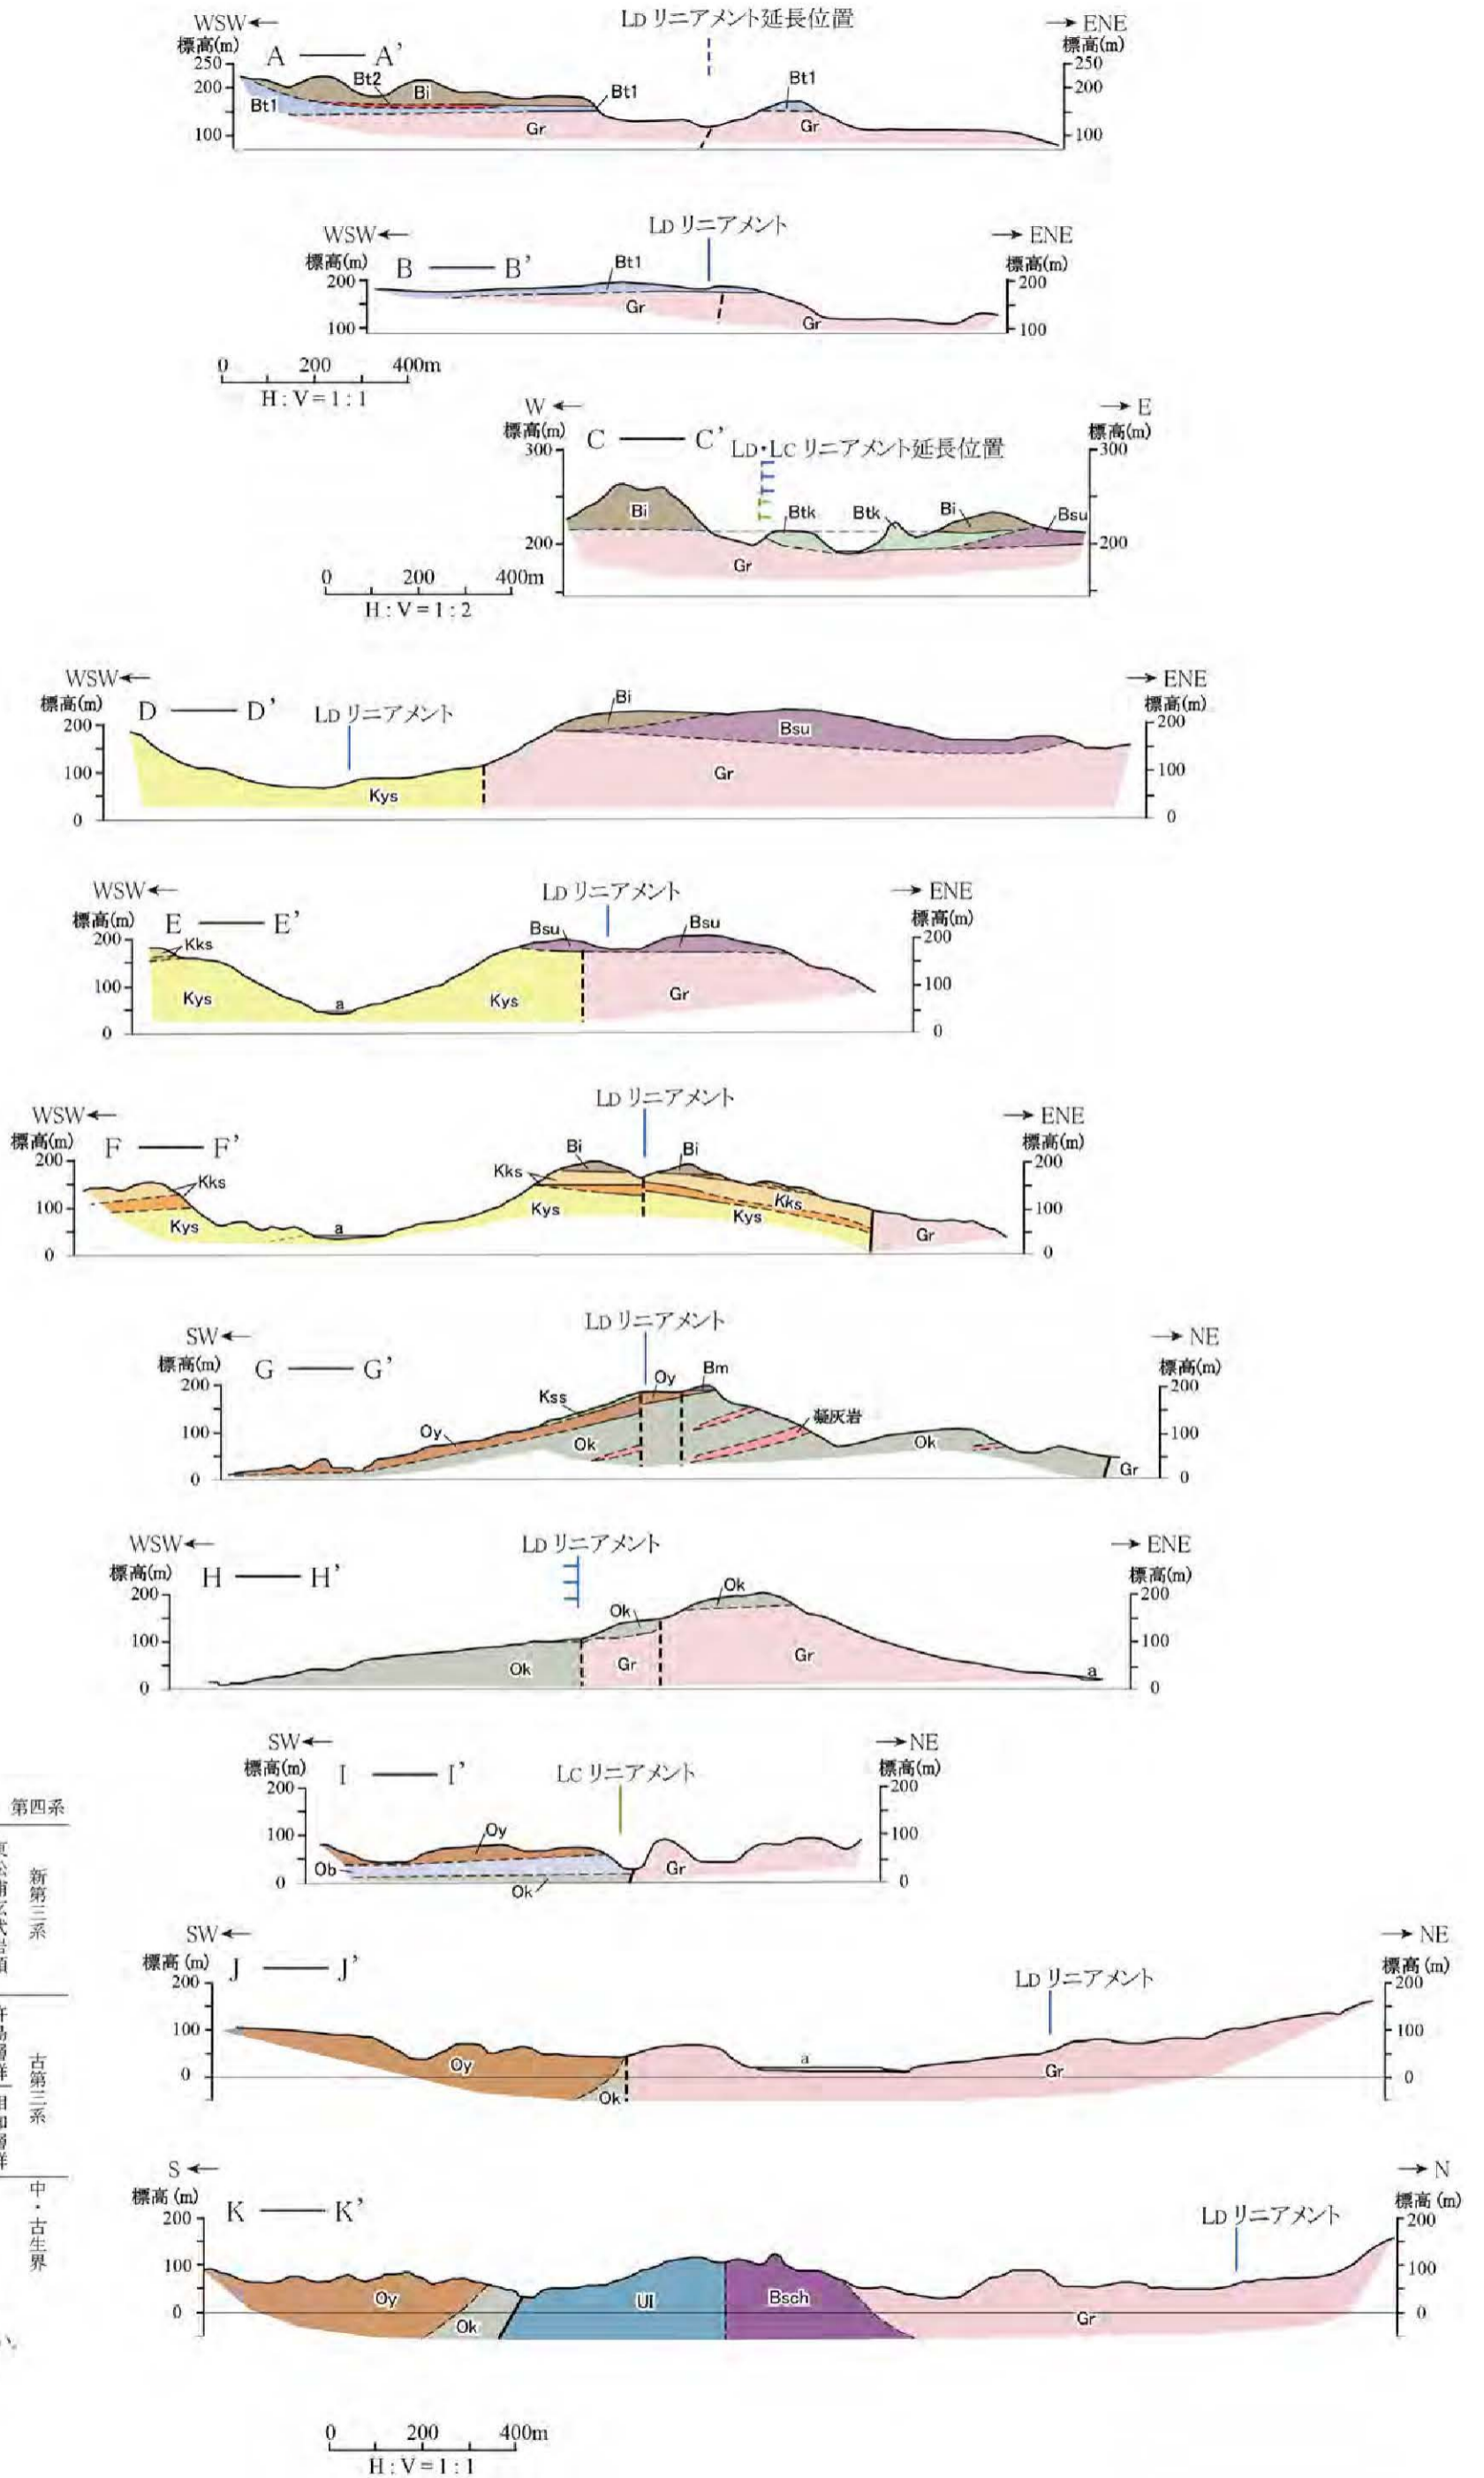 LD リニアメント延長位置
WSW← →ENE
標高(m) A —— A' 標高(m)
250 250
200 Bt2 Bi Bt1 Bt1 200
Bt1
100 Gr Gr 100
LD リニアメント
WSW← →ENE
標高(m) B —— B' Bt1 標高(m)
200 200
Gr
100 Gr 100
0 200 400m
H : V = 1 : 1
W← →E
標高(m) C —— C' LD・LC リニアメント延長位置 標高(m)
300 300
Bi Btk Btk Bi Bsu
200 200
Gr
0 200 400m
H : V = 1 : 2
WSW← →ENE
標高(m) D —— D' LD リニアメント Bi 標高(m)
200 Bsu 200
100 Gr 100
Kys
0 0
LD リニアメント
WSW← →ENE
標高(m) E —— E' Bsu Bsu 標高(m)
200 Kks 200
100 100
Kys a Kys Gr
0 0
LD リニアメント
WSW← →ENE
標高(m) F —— F' Bi Bi 標高(m)
200 Kks Kks 200
100 Kys Kks 100
Kys a Kys Gr
0 0
LD リニアメント
SW← →NE
標高(m) G —— G' Oy Bm 標高(m)
200 Kss 200
凝灰岩
100 Oy Ok Ok 100
0 Gr 0
LD リニアメント
WSW← →ENE
標高(m) H —— H' Ok 標高(m)
200 Ok 200
100 100
Ok Gr Gr a
0 0
SW← →NE
標高(m) I —— I' LC リニアメント 標高(m)
200 200
100 Oy 100
Ob Gr
0 Ok 0
SW← →NE
標高 (m) J —— J' LD リニアメント 標高 (m)
200 200
100 100
Oy a Gr
0 0
Ok
S← →N
標高 (m) K —— K' LD リニアメント 標高 (m)
200 200
100 100
Oy Ul Bsch
0 Ok Gr 0
0 200 400m
H : V = 1 : 1
第四系
新第三系
古第三系
中・古生界